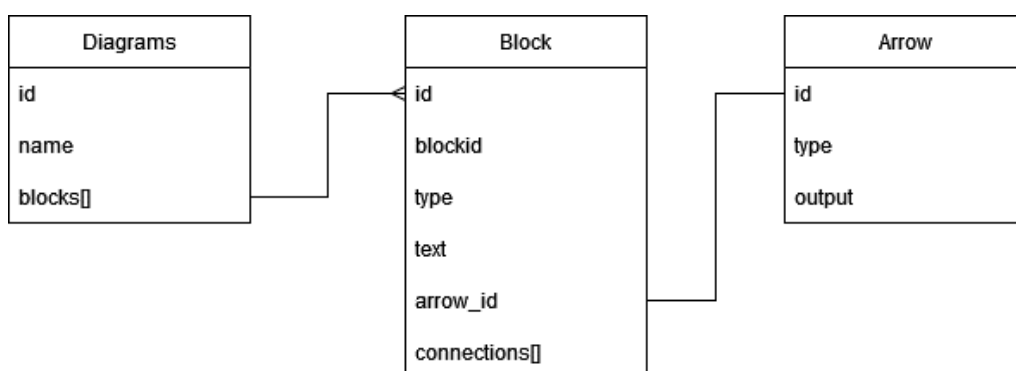 Diagrams
id
name
blocks[]
Block
id
blockid
type
text
arrow_id
connections[]
Arrow
id
type
output